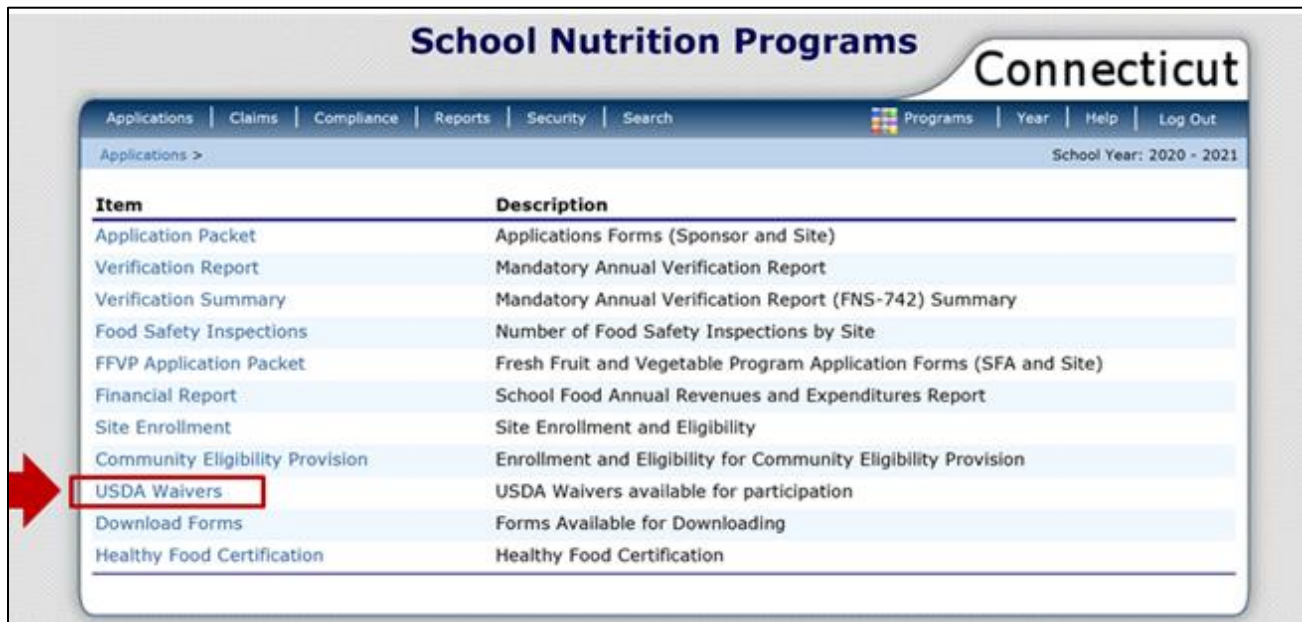 School Nutrition Programs
Connecticut
Applications | Claims | Compliance | Reports | Security | Search Programs | Year | Help | Log Out
Applications > School Year: 2020 - 2021
Item Description
Application Packet Applications Forms (Sponsor and Site)
Verification Report Mandatory Annual Verification Report
Verification Summary Mandatory Annual Verification Report (FNS-742) Summary
Food Safety Inspections Number of Food Safety Inspections by Site
FFVP Application Packet Fresh Fruit and Vegetable Program Application Forms (SFA and Site)
Financial Report School Food Annual Revenues and Expenditures Report
Site Enrollment Site Enrollment and Eligibility
Community Eligibility Provision Enrollment and Eligibility for Community Eligibility Provision
USDA Waivers USDA Waivers available for participation
Download Forms Forms Available for Downloading
Healthy Food Certification Healthy Food Certification